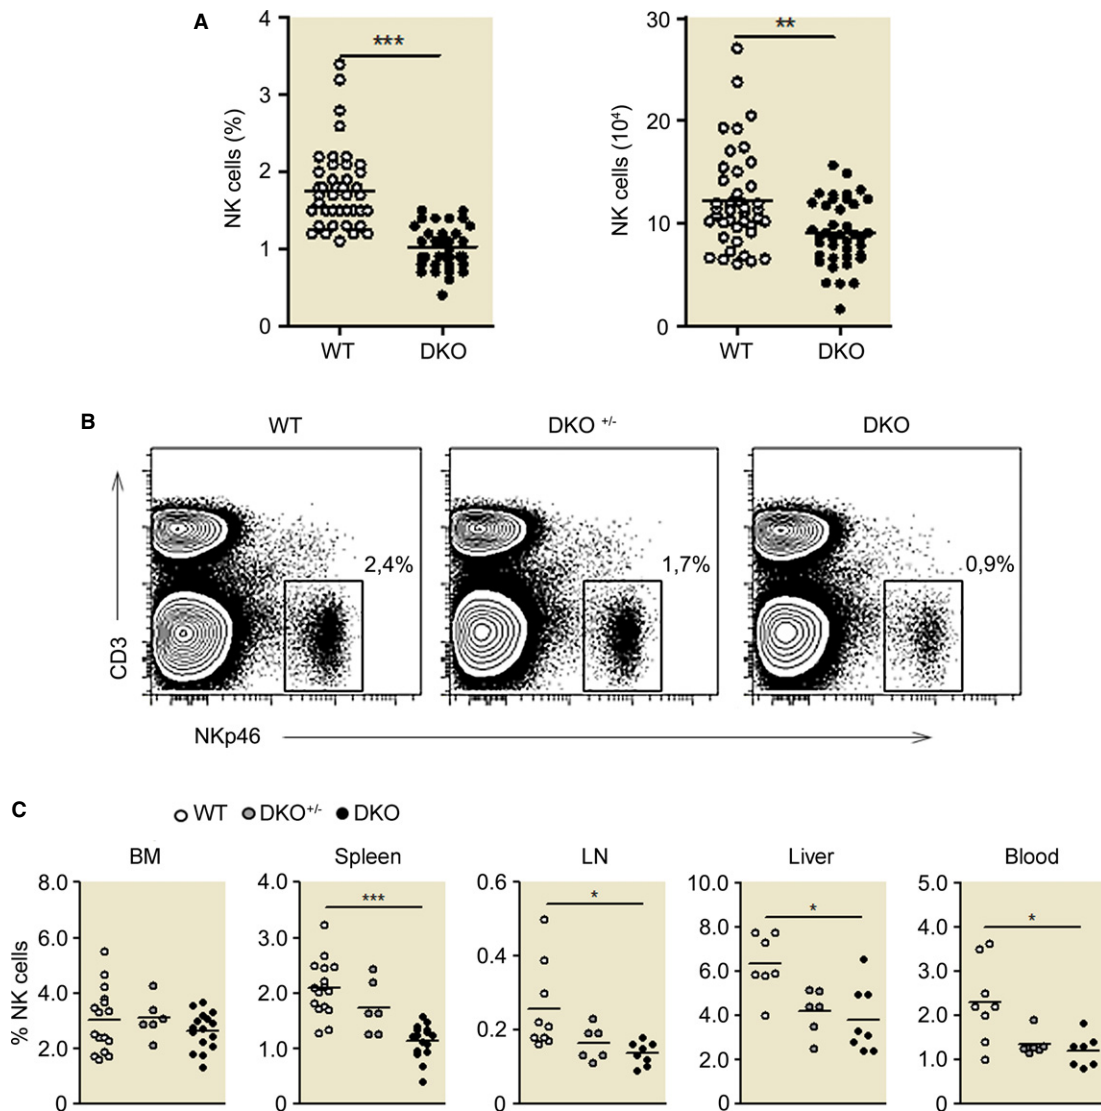 A
NK cells (%)
4
3
2
1
0
***
WT
DKO
NK cells (10⁴)
30
20
10
0
**
WT
DKO
B
WT
DKO +/-
DKO
CD3
2,4%
1,7%
0,9%
NKp46
C
WT DKO+/- DKO
% NK cells
BM
8.0
6.0
4.0
2.0
0
Spleen
4.0
3.0
2.0
1.0
0
***
LN
0.6
0.4
0.2
0
*
Liver
10.0
8.0
6.0
4.0
2.0
0
*
Blood
5.0
4.0
3.0
2.0
1.0
0
*